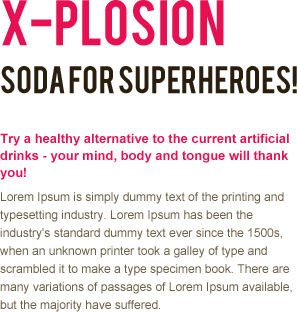 X-PLOSION
SODA FOR SUPERHEROES!
Try a healthy alternative to the current artificial
drinks - your mind, body and tongue will thank
you!
Lorem Ipsum is simply dummy text of the printing and
typesetting industry. Lorem Ipsum has been the
industry's standard dummy text ever since the 1500s,
when an unknown printer took a galley of type and
scrambled it to make a type specimen book. There are
many variations of passages of Lorem Ipsum available,
but the majority have suffered.